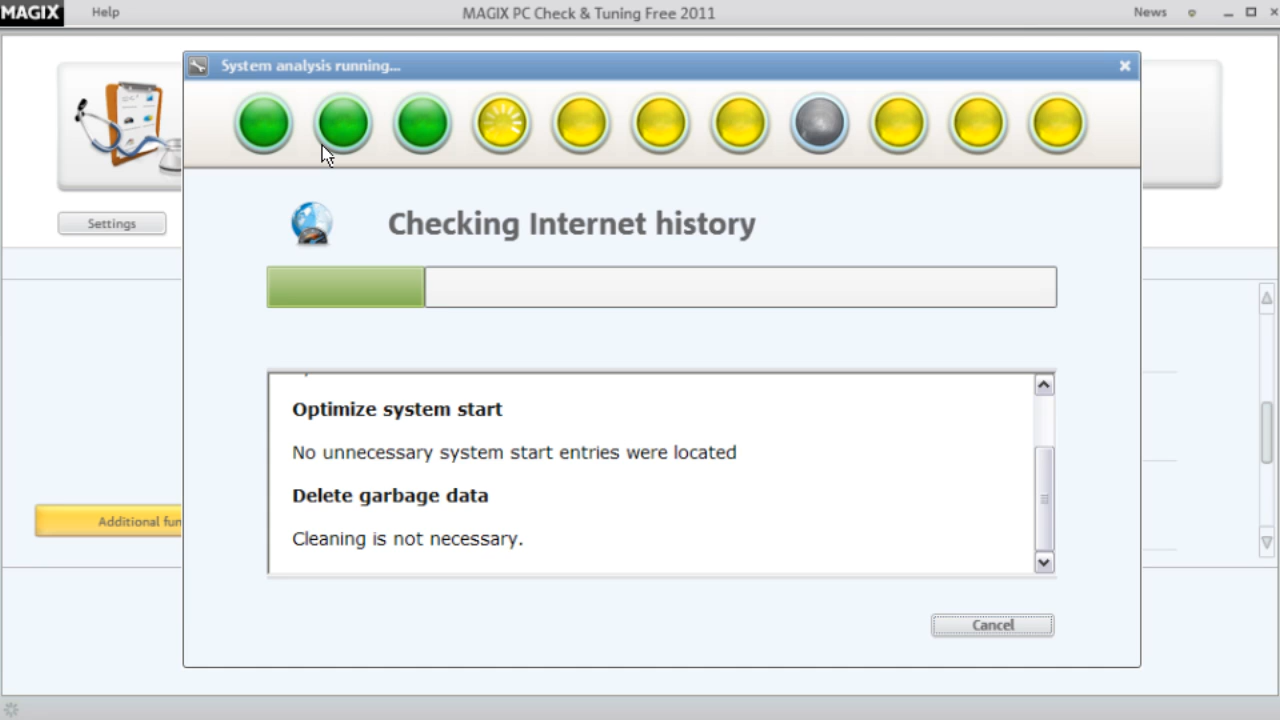 MAGIX
Help
MAGIX PC Check & Tuning Free 2011
News
System analysis running...
Settings
Checking Internet history
Optimize system start
No unnecessary system start entries were located
Delete garbage data
Cleaning is not necessary.
Additional fun
Cancel